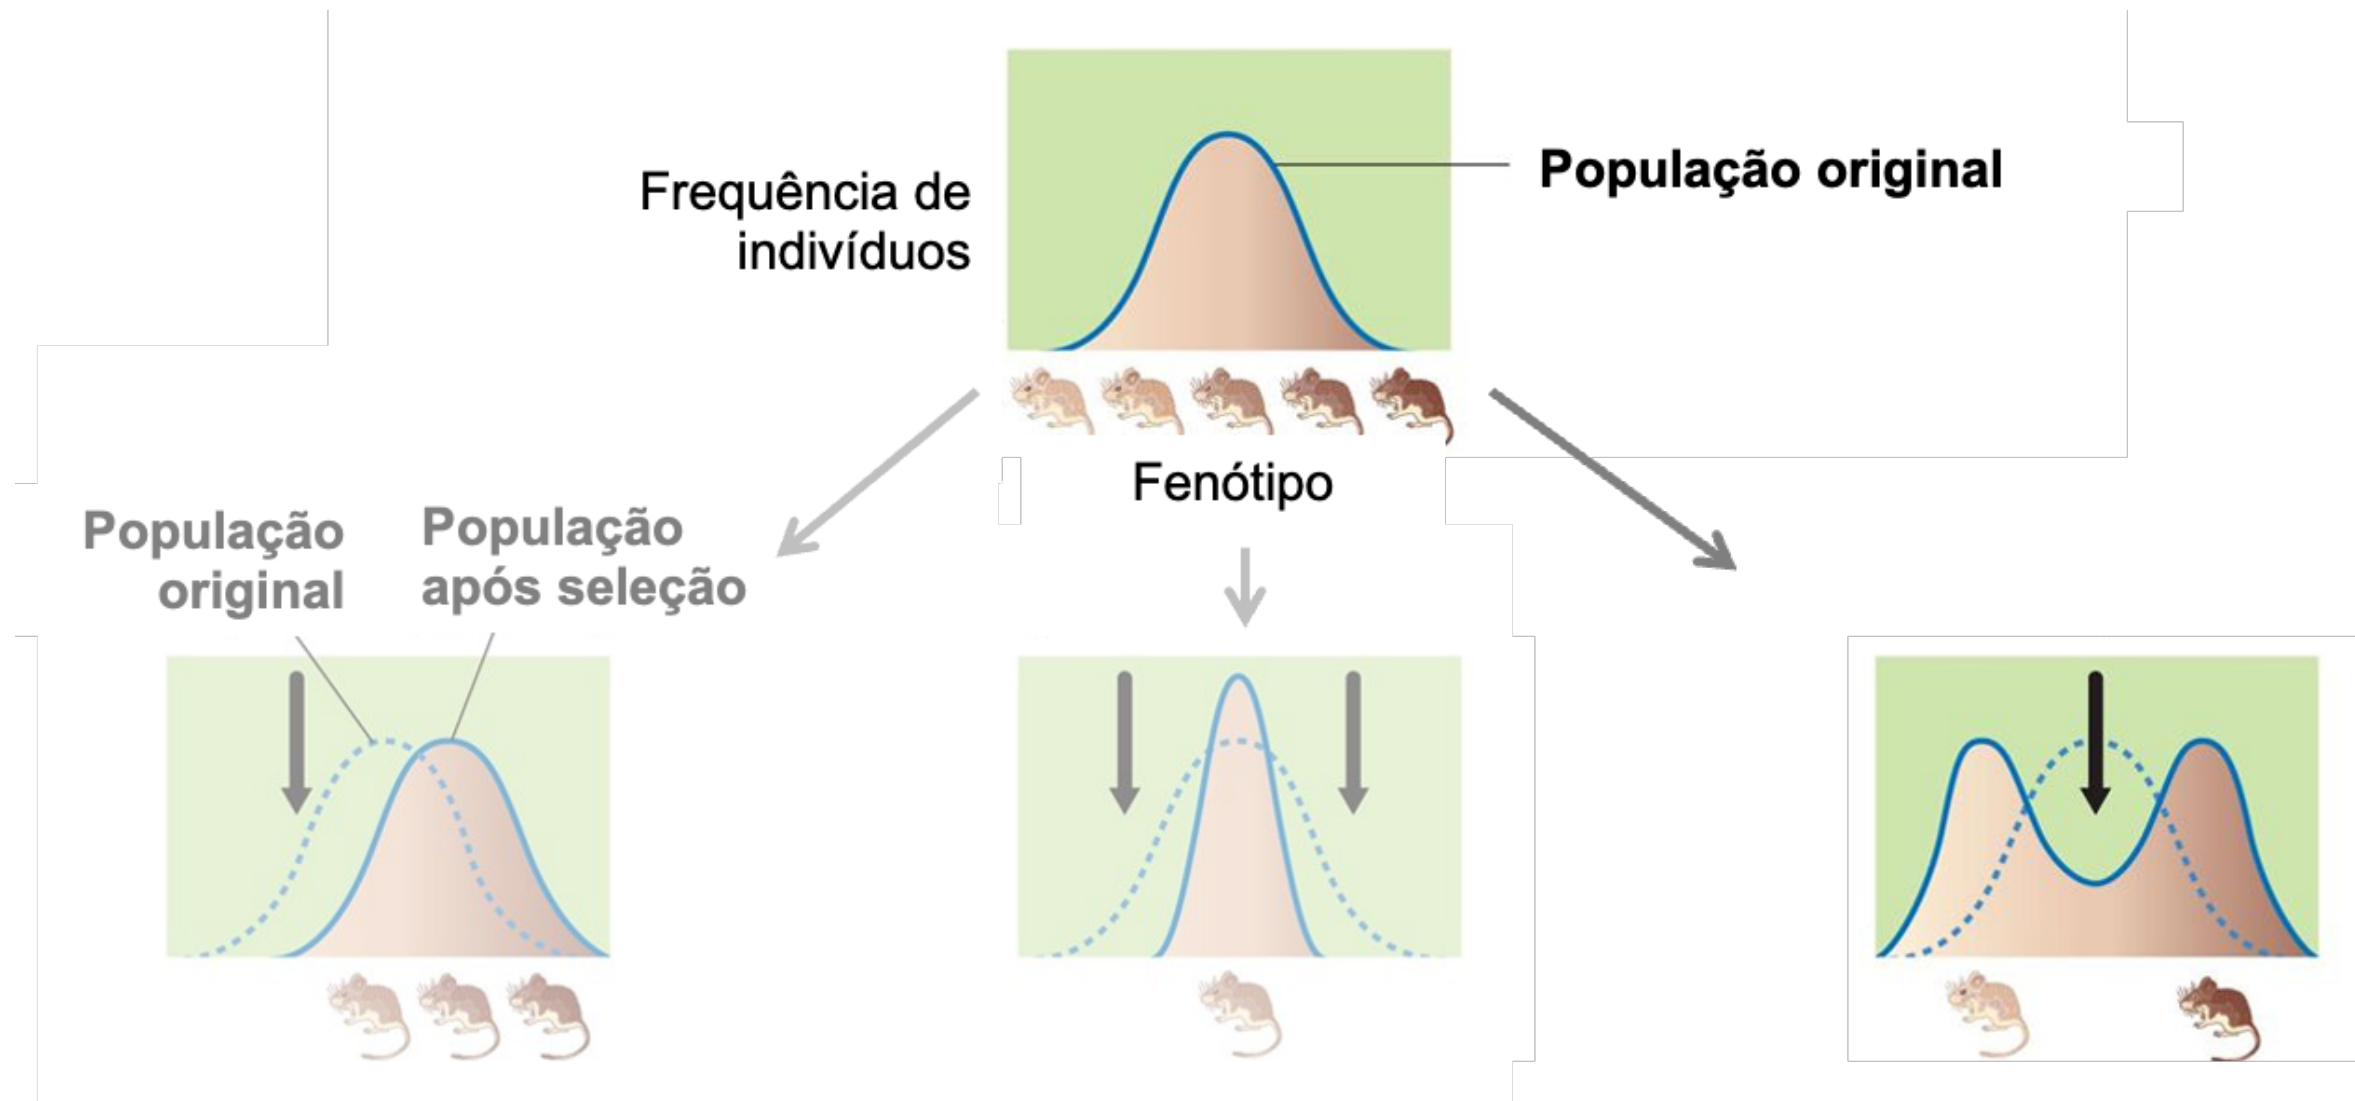 Frequência de
indivíduos
População original
Fenótipo
População
original
População
após seleção